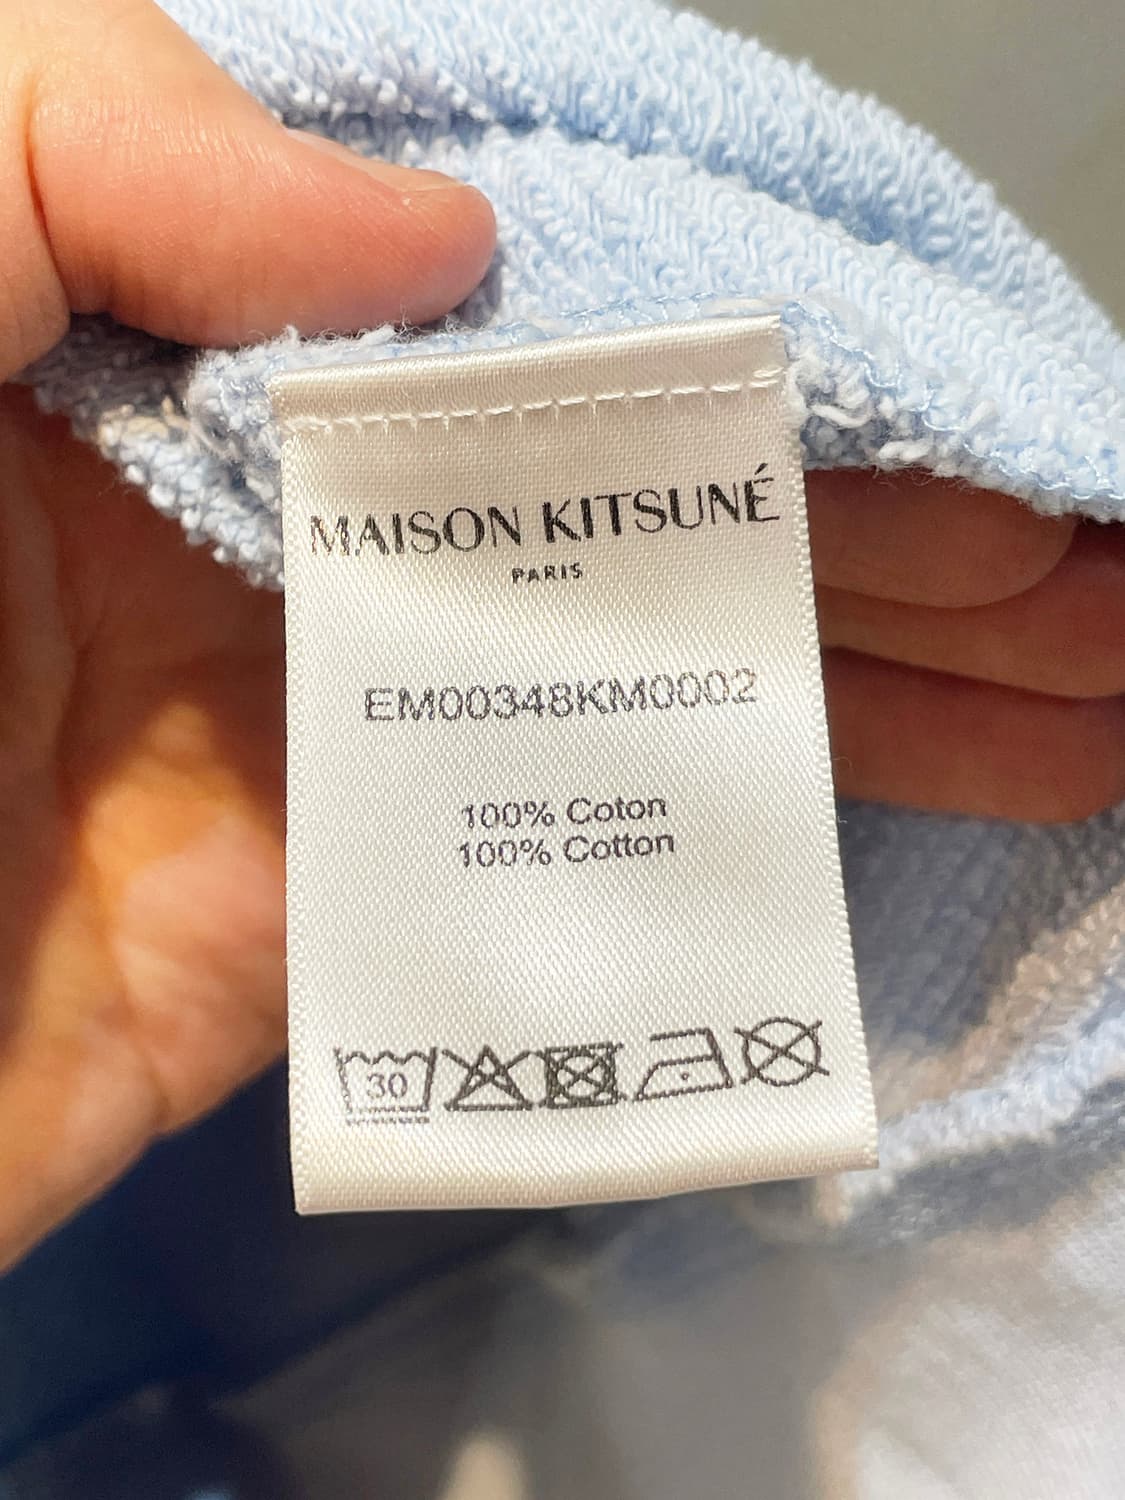 MAISON KITSUNÉ
PARIS
EM00348KM0002
100% Coton
100% Cotton
30